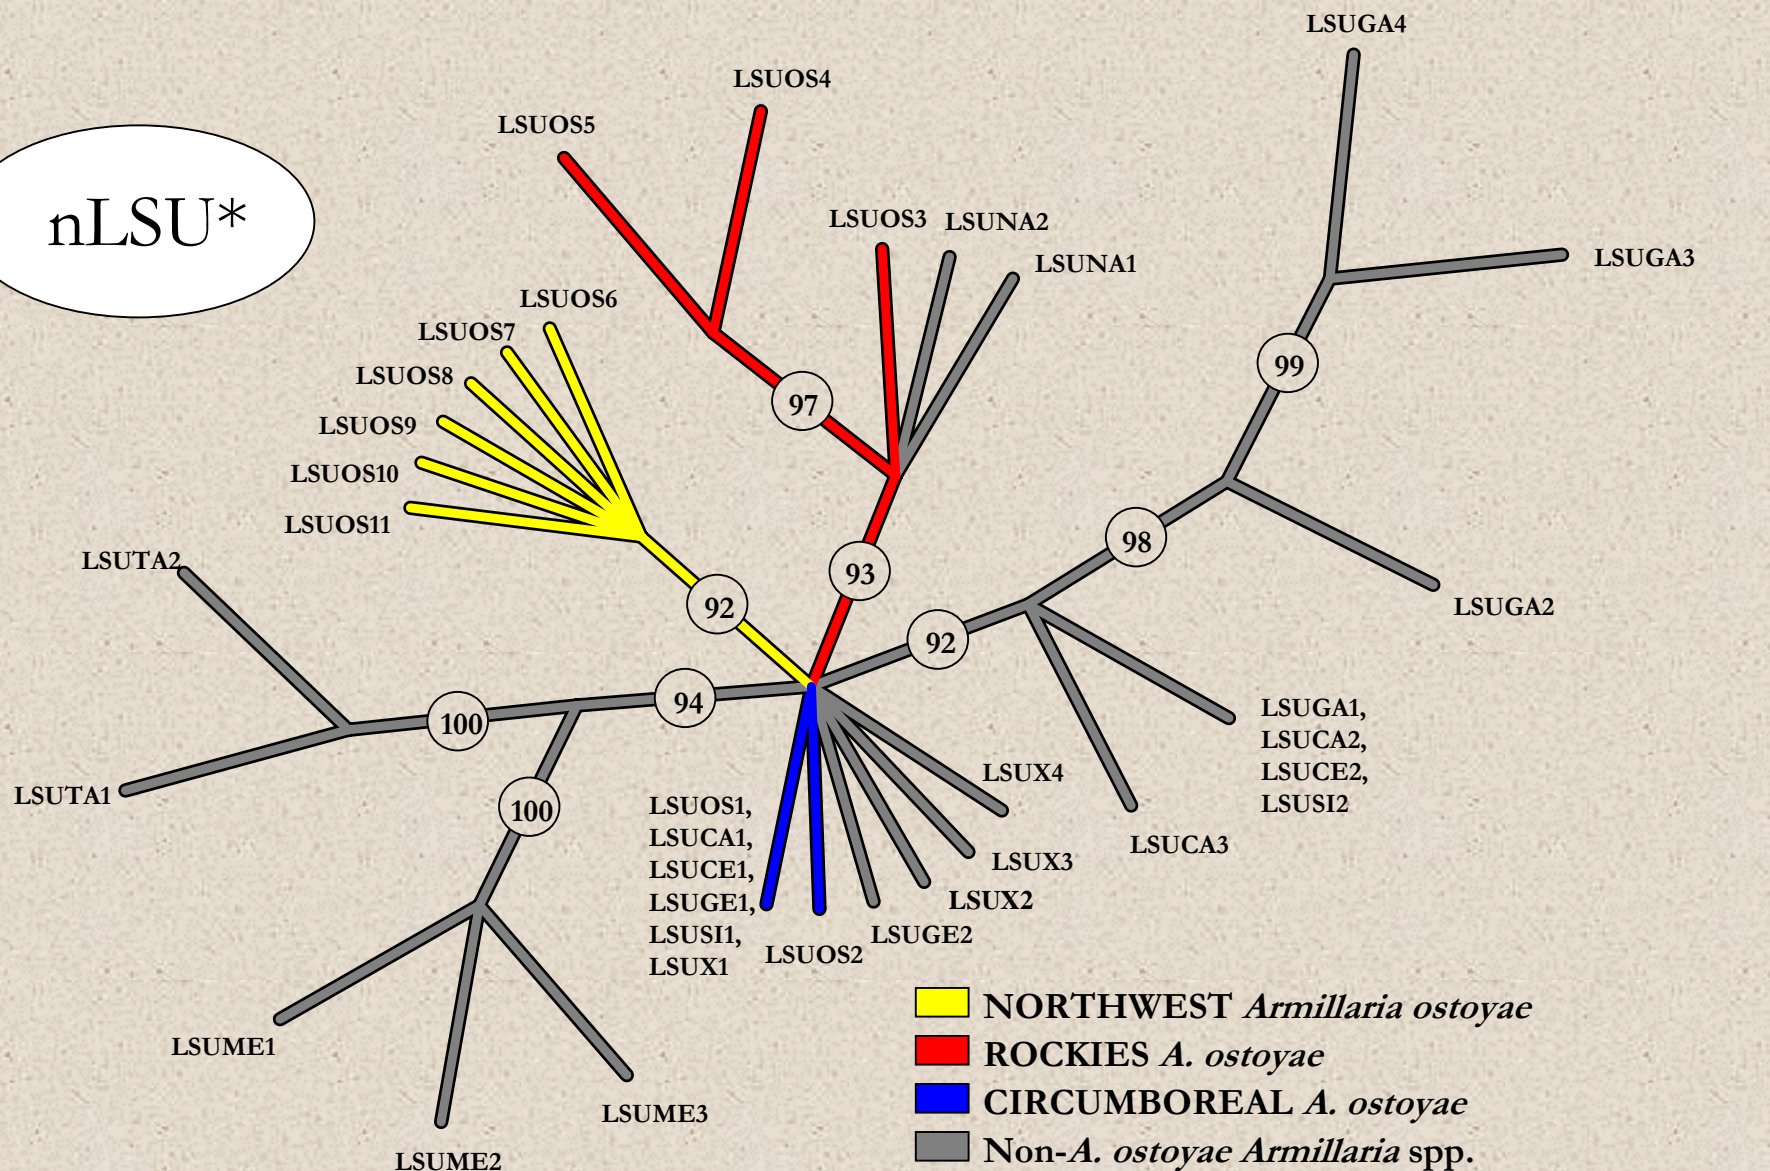 LSUGA4
LSUOS4
LSUOS5
nLSU*
LSUOS3
LSUNA2
LSUNA1
LSUGA3
LSUOS6
LSUOS7
LSUOS8
LSUOS9
LSUOS10
LSUOS11
97
99
98
LSUTA2
93
92
92
LSUGA2
94
100
LSUTA1
100
LSUGA1,
LSUCA2,
LSUCE2,
LSUSI2
LSUX4
LSUOS1,
LSUCA1,
LSUCE1,
LSUGE1,
LSUSI1,
LSUX1
LSUCA3
LSUX3
LSUX2
LSUGE2
LSUOS2
LSUME1
LSUME3
LSUME2
NORTHWEST Armillaria ostoyae
ROCKIES A. ostoyae
CIRCUMBOREAL A. ostoyae
Non-A. ostoyae Armillaria spp.